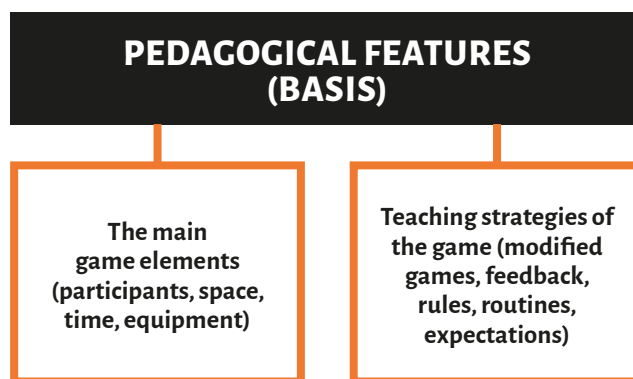 PEDAGOGICAL FEATURES
(BASIS)
The main
game elements
(participants, space,
time, equipment)
Teaching strategies of
the game (modified
games, feedback,
rules, routines,
expectations)